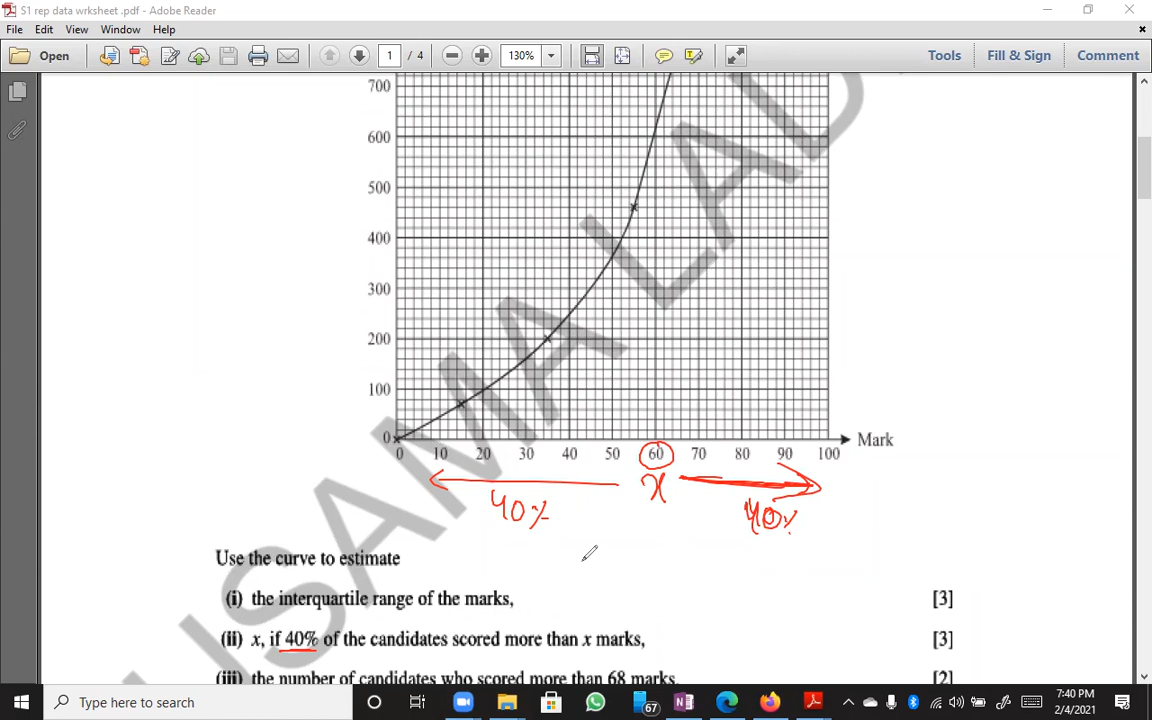 S1 rep data wrksheet .pdf - Adobe Reader
File Edit View Window Help
Open 1 / 4 130% Tools Fill & Sign Comment
700
600
500
400
300
200
100
0
0 10 20 30 40 50 60 70 80 90 100 Mark
x
40% 40%
Use the curve to estimate
(i) the interquartile range of the marks, [3]
(ii) x, if 40% of the candidates scored more than x marks, [3]
(iii) the number of candidates who scored more than 68 marks. [2]
USAMA LAD
Type here to search 67 7:40 PM
2/4/2021